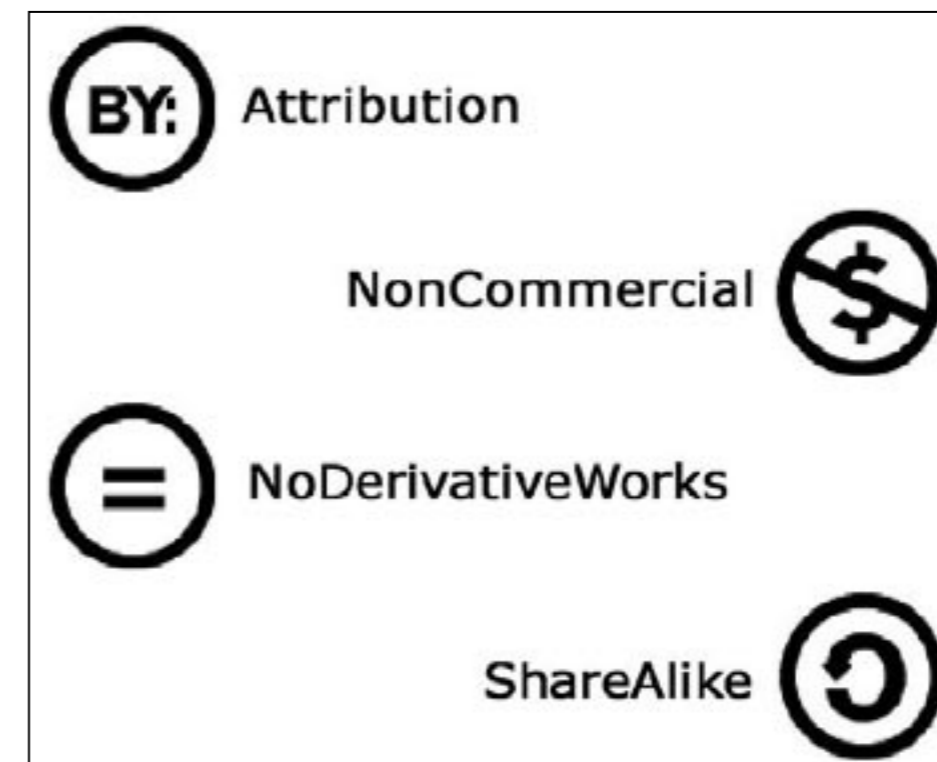 BY: Attribution
NonCommercial $
= NoDerivativeWorks
ShareAlike